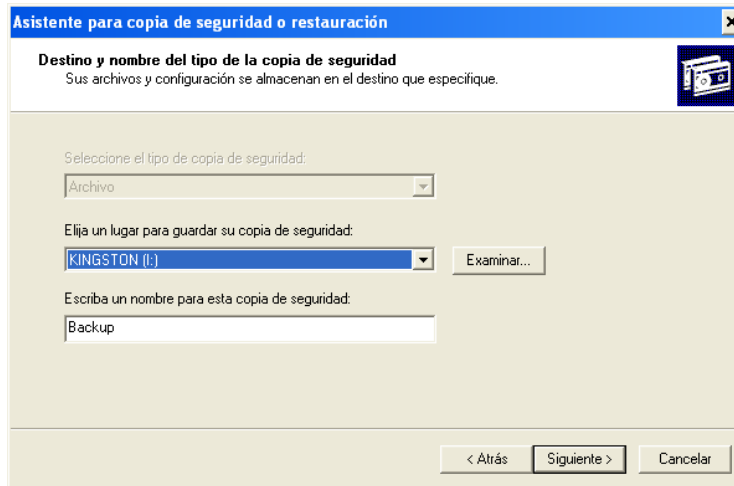 Asistente para copia de seguridad o restauración
Destino y nombre del tipo de la copia de seguridad
Sus archivos y configuración se almacenan en el destino que especifique.
Seleccione el tipo de copia de seguridad:
Archivo
Elija un lugar para guardar su copia de seguridad:
KINGSTON (I:)
Examinar...
Escriba un nombre para esta copia de seguridad:
Backup
< Atrás
Siguiente >
Cancelar